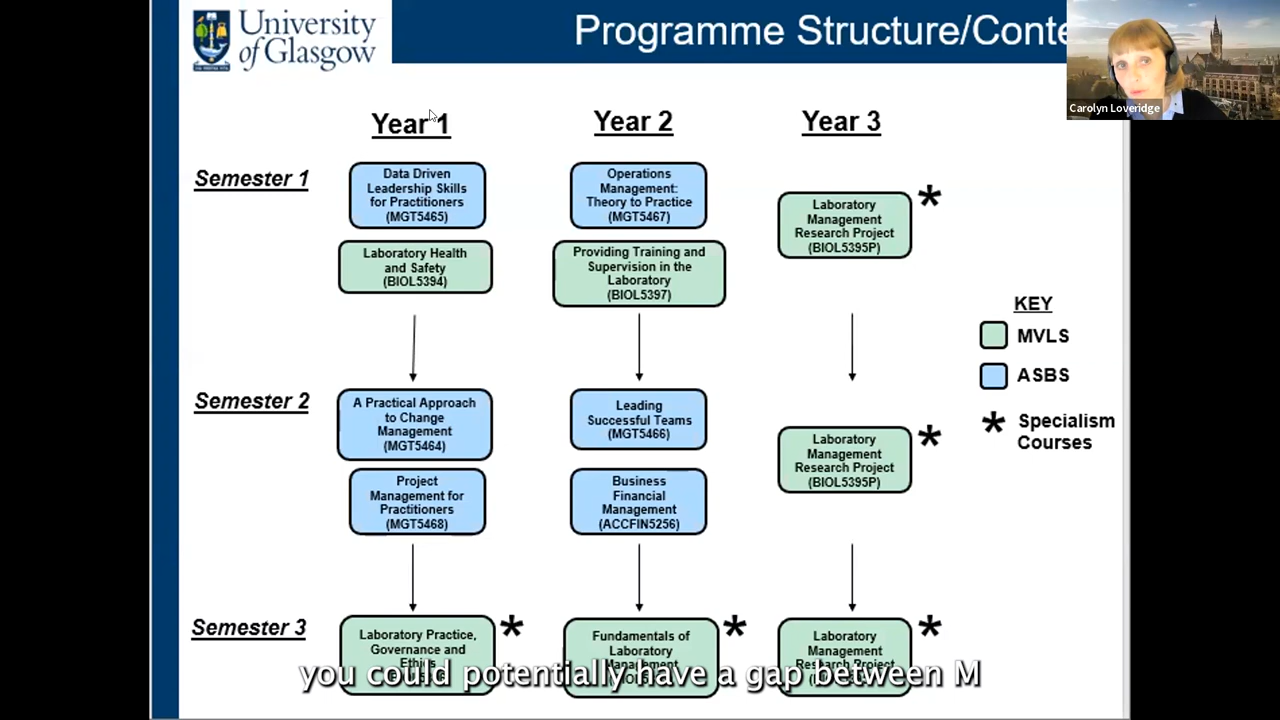 University
of Glasgow
Programme Structure/Conte
Carolyn Loveridge
Year 1
Year 2
Year 3
Semester 1
Data Driven
Leadership Skills
for Practitioners
(MGT5465)
Operations
Management:
Theory to Practice
(MGT5467)
Laboratory
Management
Research Project
(BIOL5395P)
*
Laboratory Health
and Safety
(BIOL5394)
Providing Training and
Supervision in the
Laboratory
(BIOL5397)
KEY
MVLS
ASBS
* Specialism
Courses
Semester 2
A Practical Approach
to Change
Management
(MGT5464)
Leading
Successful Teams
(MGT5466)
Laboratory
Management
Research Project
(BIOL5395P)
*
Project
Management for
Practitioners
(MGT5468)
Business
Financial
Management
(ACCFIN5256)
Semester 3
Laboratory Practice,
Governance and
Ethics
*
Fundamentals of
Laboratory
Management
*
Laboratory
Management
Research Project
*
you could potentially have a gap between M